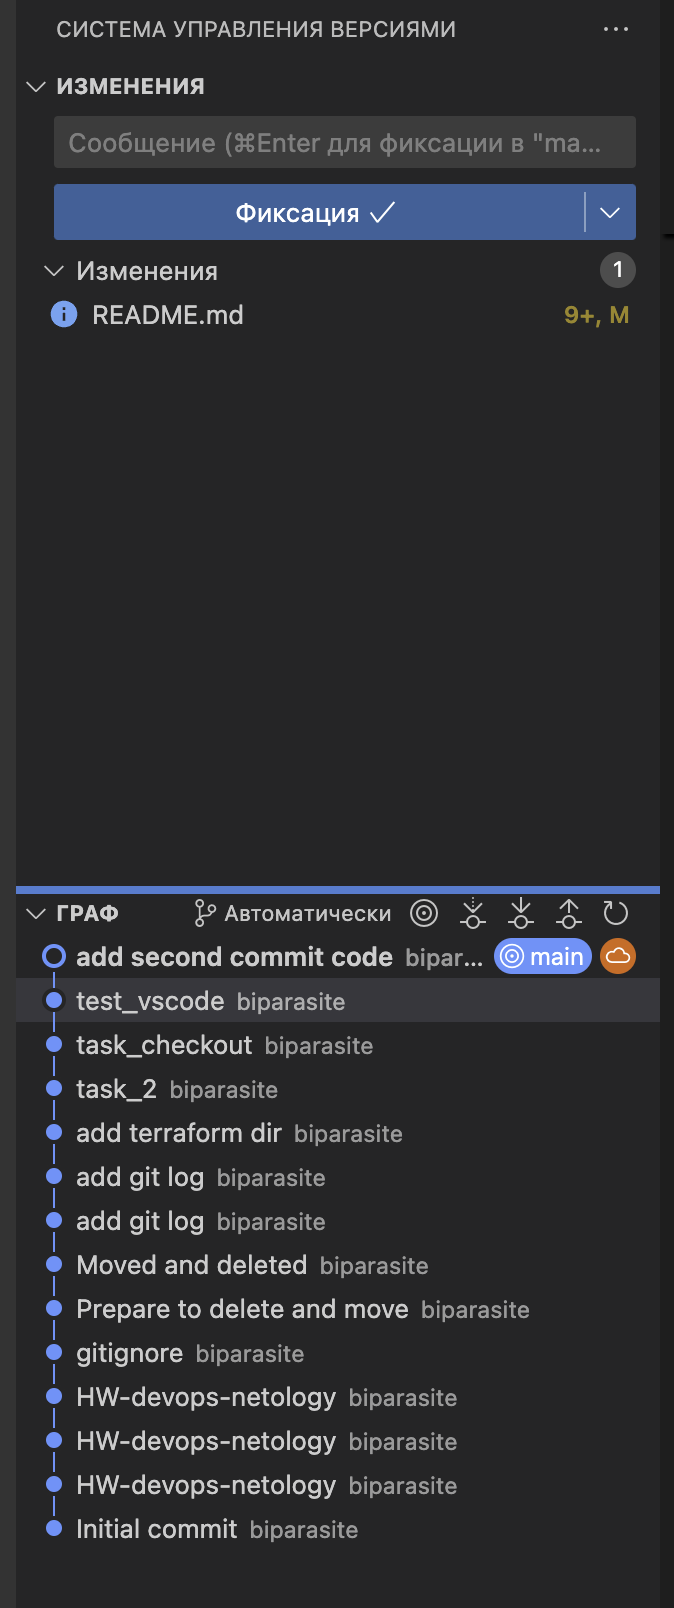 СИСТЕМА УПРАВЛЕНИЯ ВЕРСИЯМИ ...
ИЗМЕНЕНИЯ
Сообщение (⌘Enter для фиксации в "ma...
Фиксация
Изменения 1
README.md 9+, M
ГРАФ Автоматически
add second commit code bipar... main
test_vscode biparasite
task_checkout biparasite
task_2 biparasite
add terraform dir biparasite
add git log biparasite
add git log biparasite
Moved and deleted biparasite
Prepare to delete and move biparasite
gitignore biparasite
HW-devops-netology biparasite
HW-devops-netology biparasite
HW-devops-netology biparasite
Initial commit biparasite